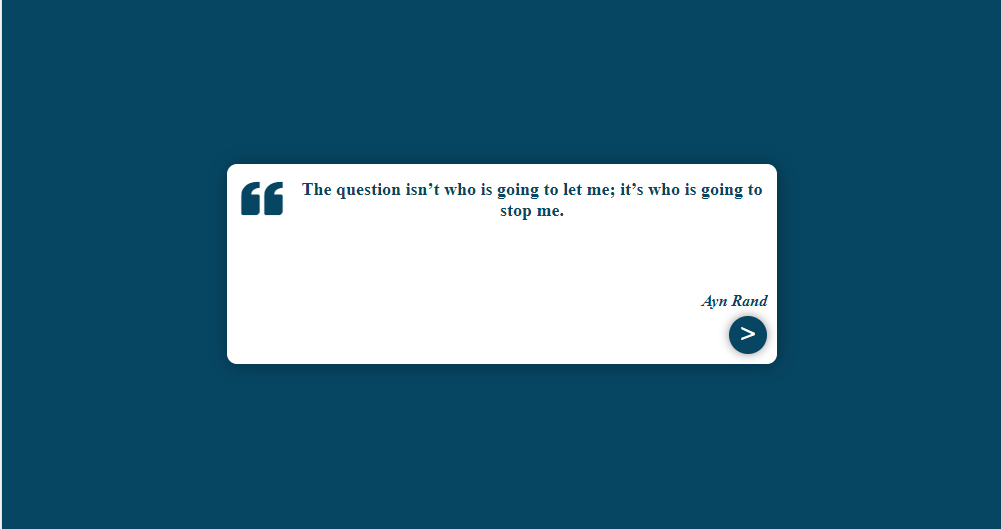 The question isn’t who is going to let me; it’s who is going to
stop me.
Ayn Rand
>